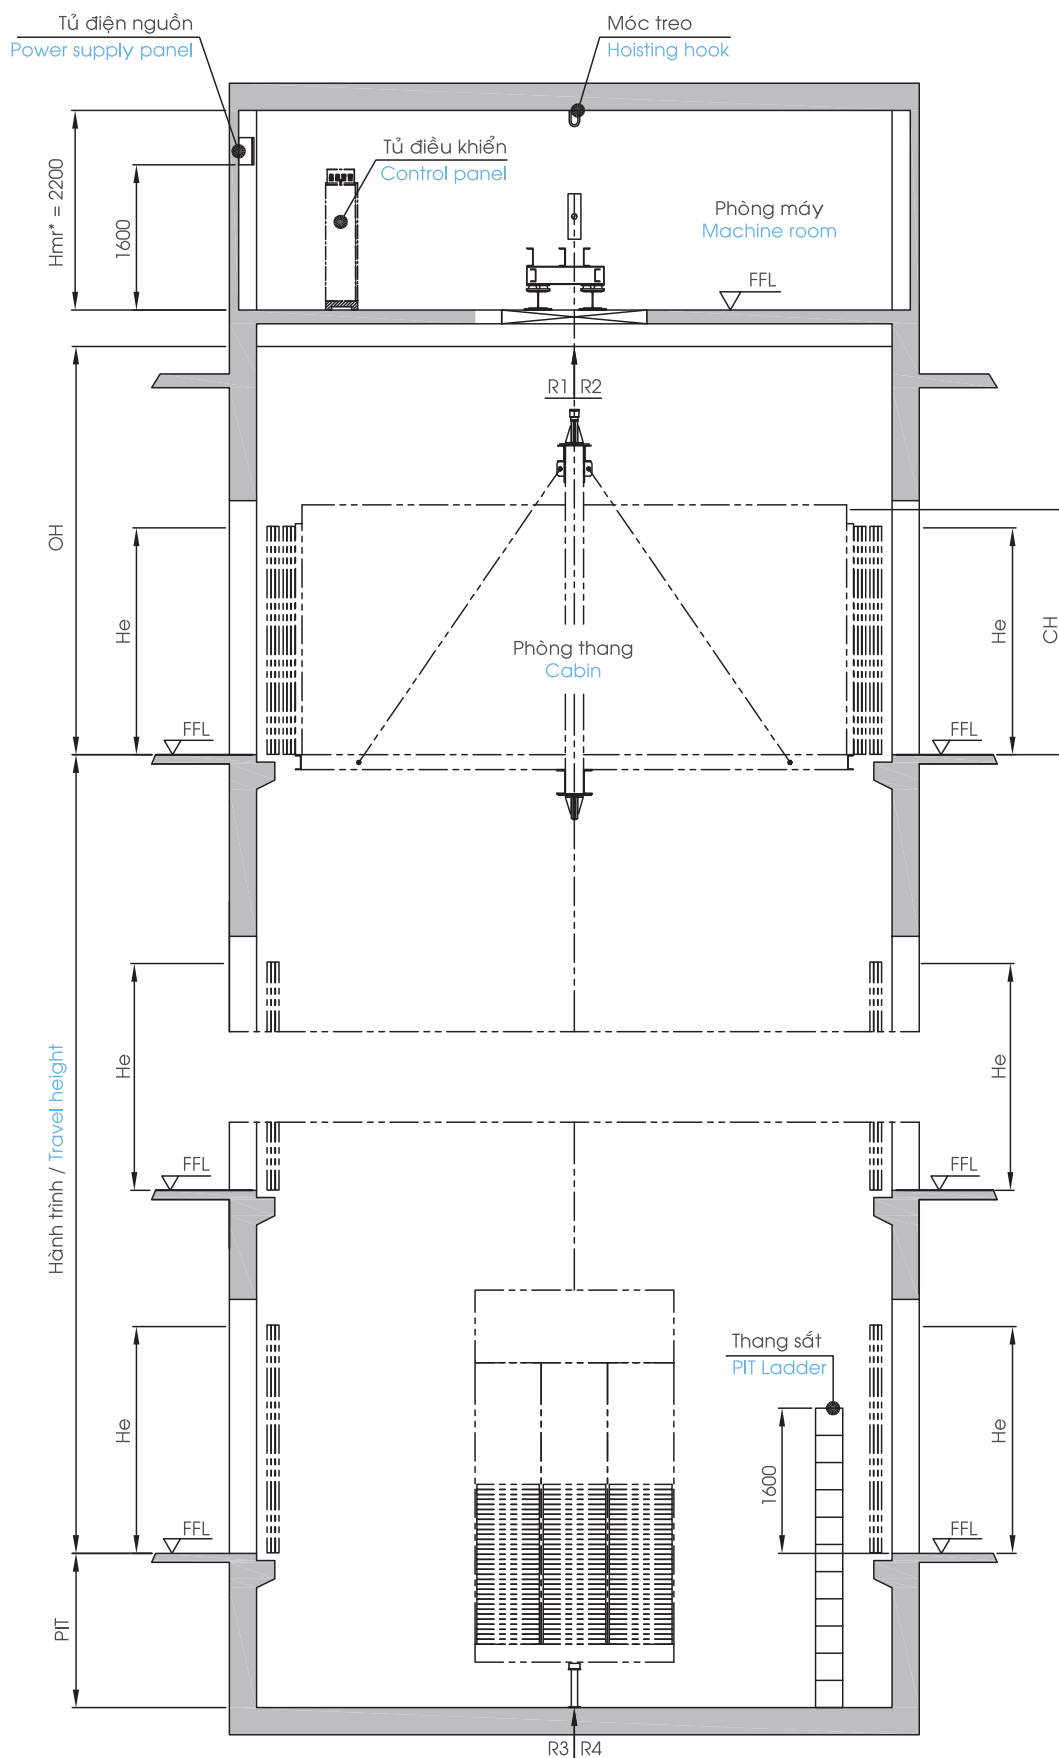 Tủ điện nguồn
Power supply panel
Móc treo
Hoisting hook
Tủ điều khiển
Control panel
Hmr* = 2200
1600
Phòng máy
Machine room
FFL
R1 R2
OH
He
He
CH
Phòng thang
Cabin
FFL
FFL
He
He
Hành trình / Travel height
FFL
FFL
Thang sắt
PIT Ladder
He
1600
He
FFL
FFL
PIT
R3 R4